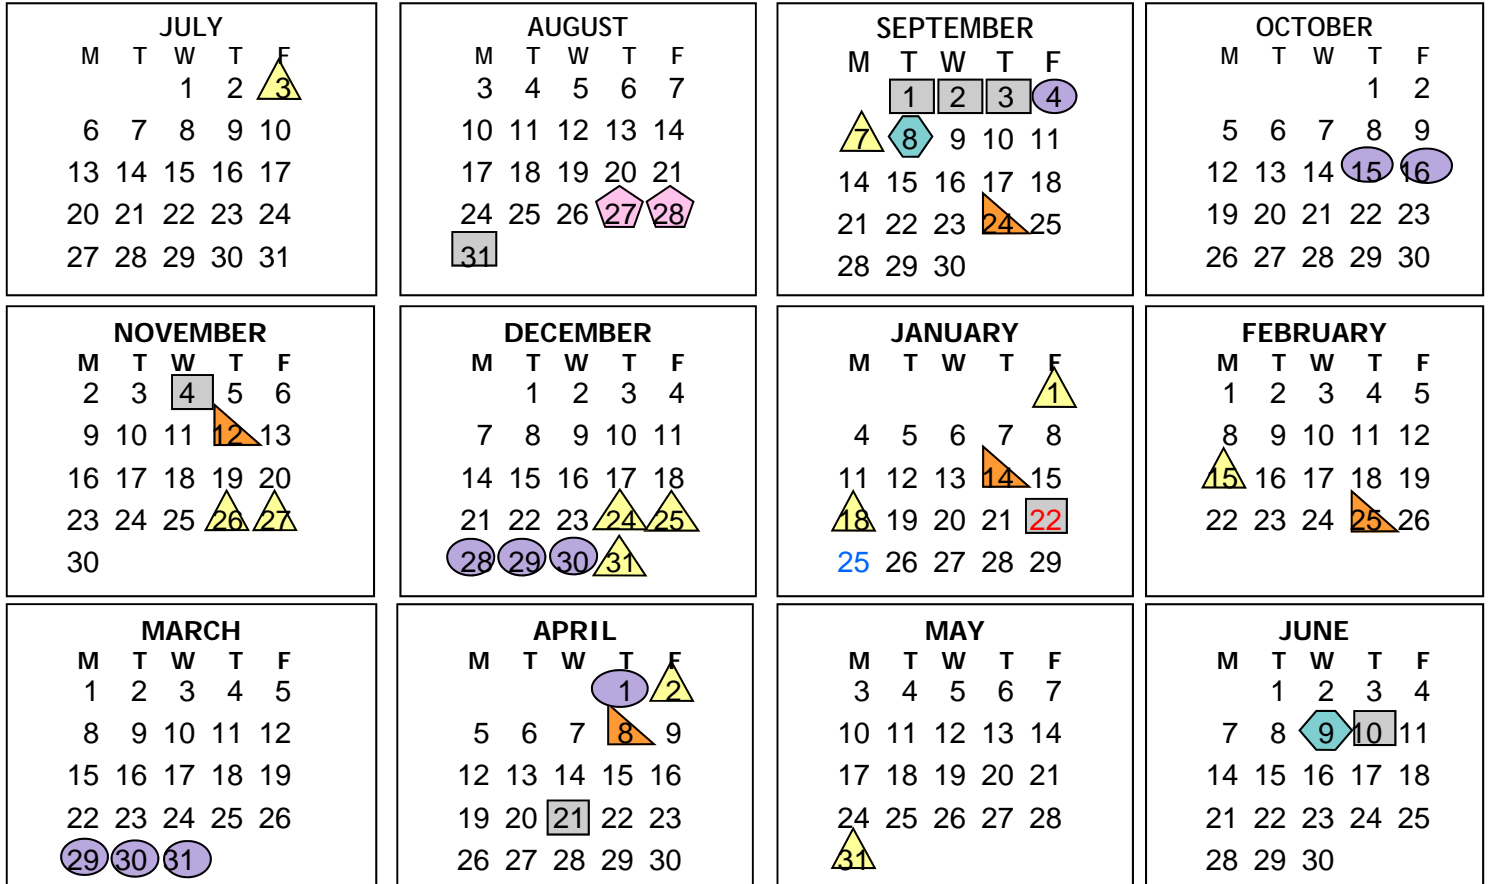 JULY
M T W T F
1 2 3
6 7 8 9 10
13 14 15 16 17
20 21 22 23 24
27 28 29 30 31
AUGUST
M T W T F
3 4 5 6 7
10 11 12 13 14
17 18 19 20 21
24 25 26 27 28
31
SEPTEMBER
M T W T F
1 2 3 4
7 8 9 10 11
14 15 16 17 18
21 22 23 24 25
28 29 30
OCTOBER
M T W T F
1 2
5 6 7 8 9
12 13 14 15 16
19 20 21 22 23
26 27 28 29 30
NOVEMBER
M T W T F
2 3 4 5 6
9 10 11 12 13
16 17 18 19 20
23 24 25 26 27
30
DECEMBER
M T W T F
1 2 3 4
7 8 9 10 11
14 15 16 17 18
21 22 23 24 25
28 29 30 31
JANUARY
M T W T F
1
4 5 6 7 8
11 12 13 14 15
18 19 20 21 22
25 26 27 28 29
FEBRUARY
M T W T F
1 2 3 4 5
8 9 10 11 12
15 16 17 18 19
22 23 24 25 26
MARCH
M T W T F
1 2 3 4 5
8 9 10 11 12
15 16 17 18 19
22 23 24 25 26
29 30 31
APRIL
M T W T F
1 2
5 6 7 8 9
12 13 14 15 16
19 20 21 22 23
26 27 28 29 30
MAY
M T W T F
3 4 5 6 7
10 11 12 13 14
17 18 19 20 21
24 25 26 27 28
31
JUNE
M T W T F
1 2 3 4
7 8 9 10 11
14 15 16 17 18
21 22 23 24 25
28 29 30